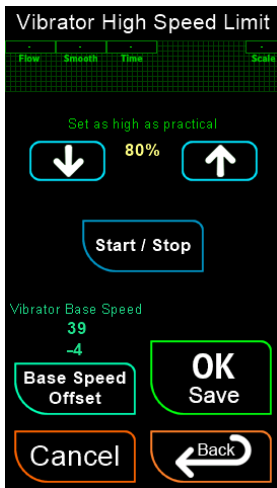 Vibrator High Speed Limit
- - - -
Flow Smooth Time Scale
Set as high as practical
80%
Start / Stop
Vibrator Base Speed
39
-4
Base Speed
Offset
OK
Save
Cancel
Back